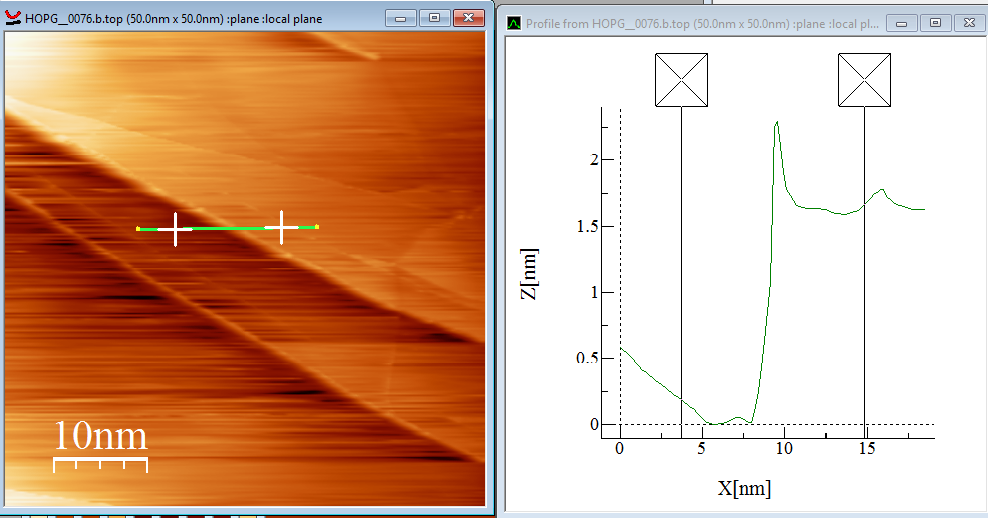 HOPG__0076.b.top (50.0nm x 50.0nm) :plane :local plane
10nm
Profile from HOPG__0076.b.top (50.0nm x 50.0nm) :plane :local pl...
2
1.5
1
0.5
0
Z[nm]
0 5 10 15
X[nm]